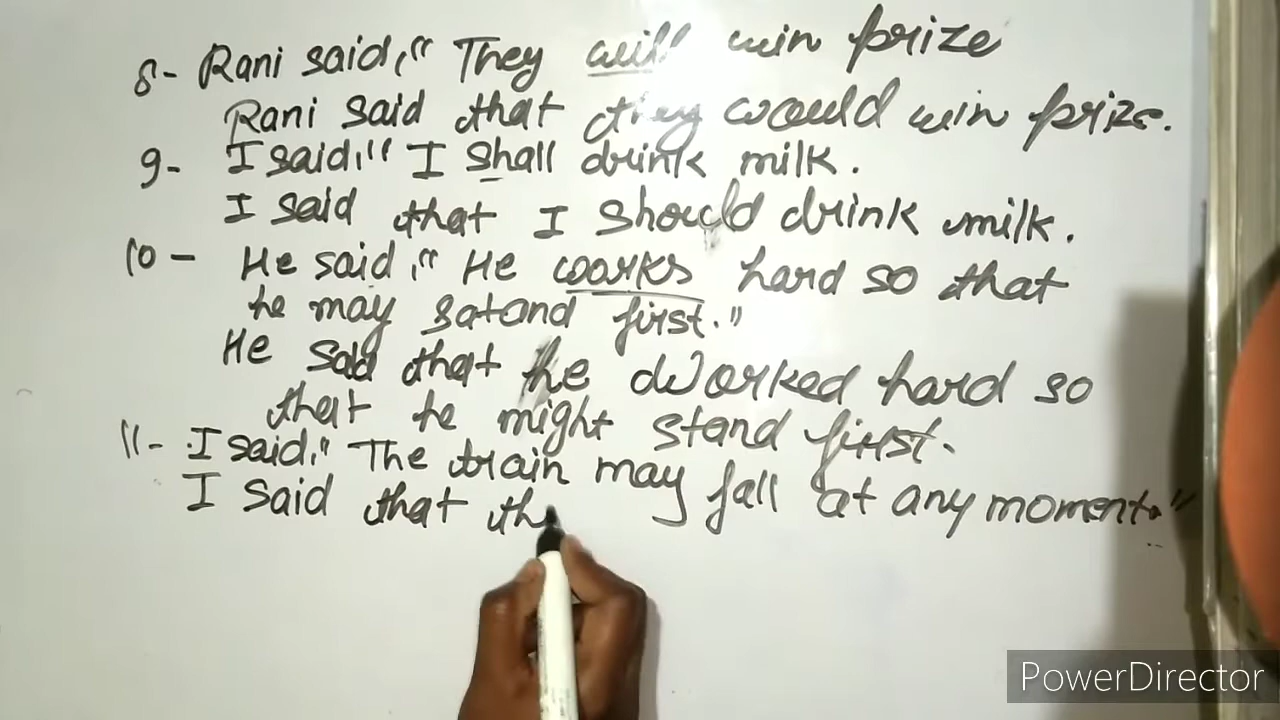 8- Rani said, " They will win prize
Rani said that they would win prize.
9- I said, " I shall drink milk.
I said that I should drink milk.
10- He said, " He works hard so that
he may satand first."
He said that he worked hard so
that he might stand first.
11- I said, " The train may fall at any moment."
I said that th
PowerDirector